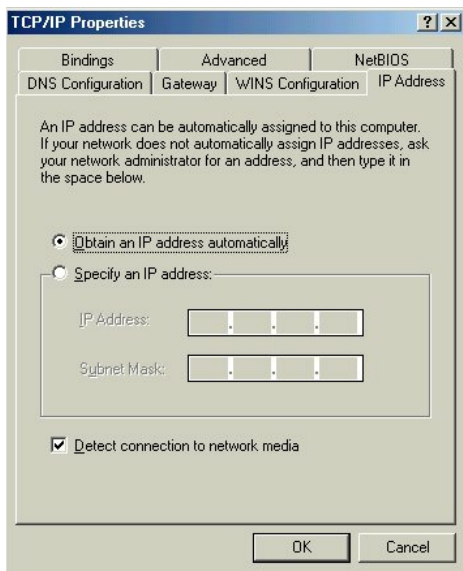 TCP/IP Properties
Bindings Advanced NetBIOS
DNS Configuration Gateway WINS Configuration IP Address
An IP address can be automatically assigned to this computer.
If your network does not automatically assign IP addresses, ask
your network administrator for an address, and then type it in
the space below.
Obtain an IP address automatically
Specify an IP address:
IP Address:
Subnet Mask:
Detect connection to network media
OK Cancel